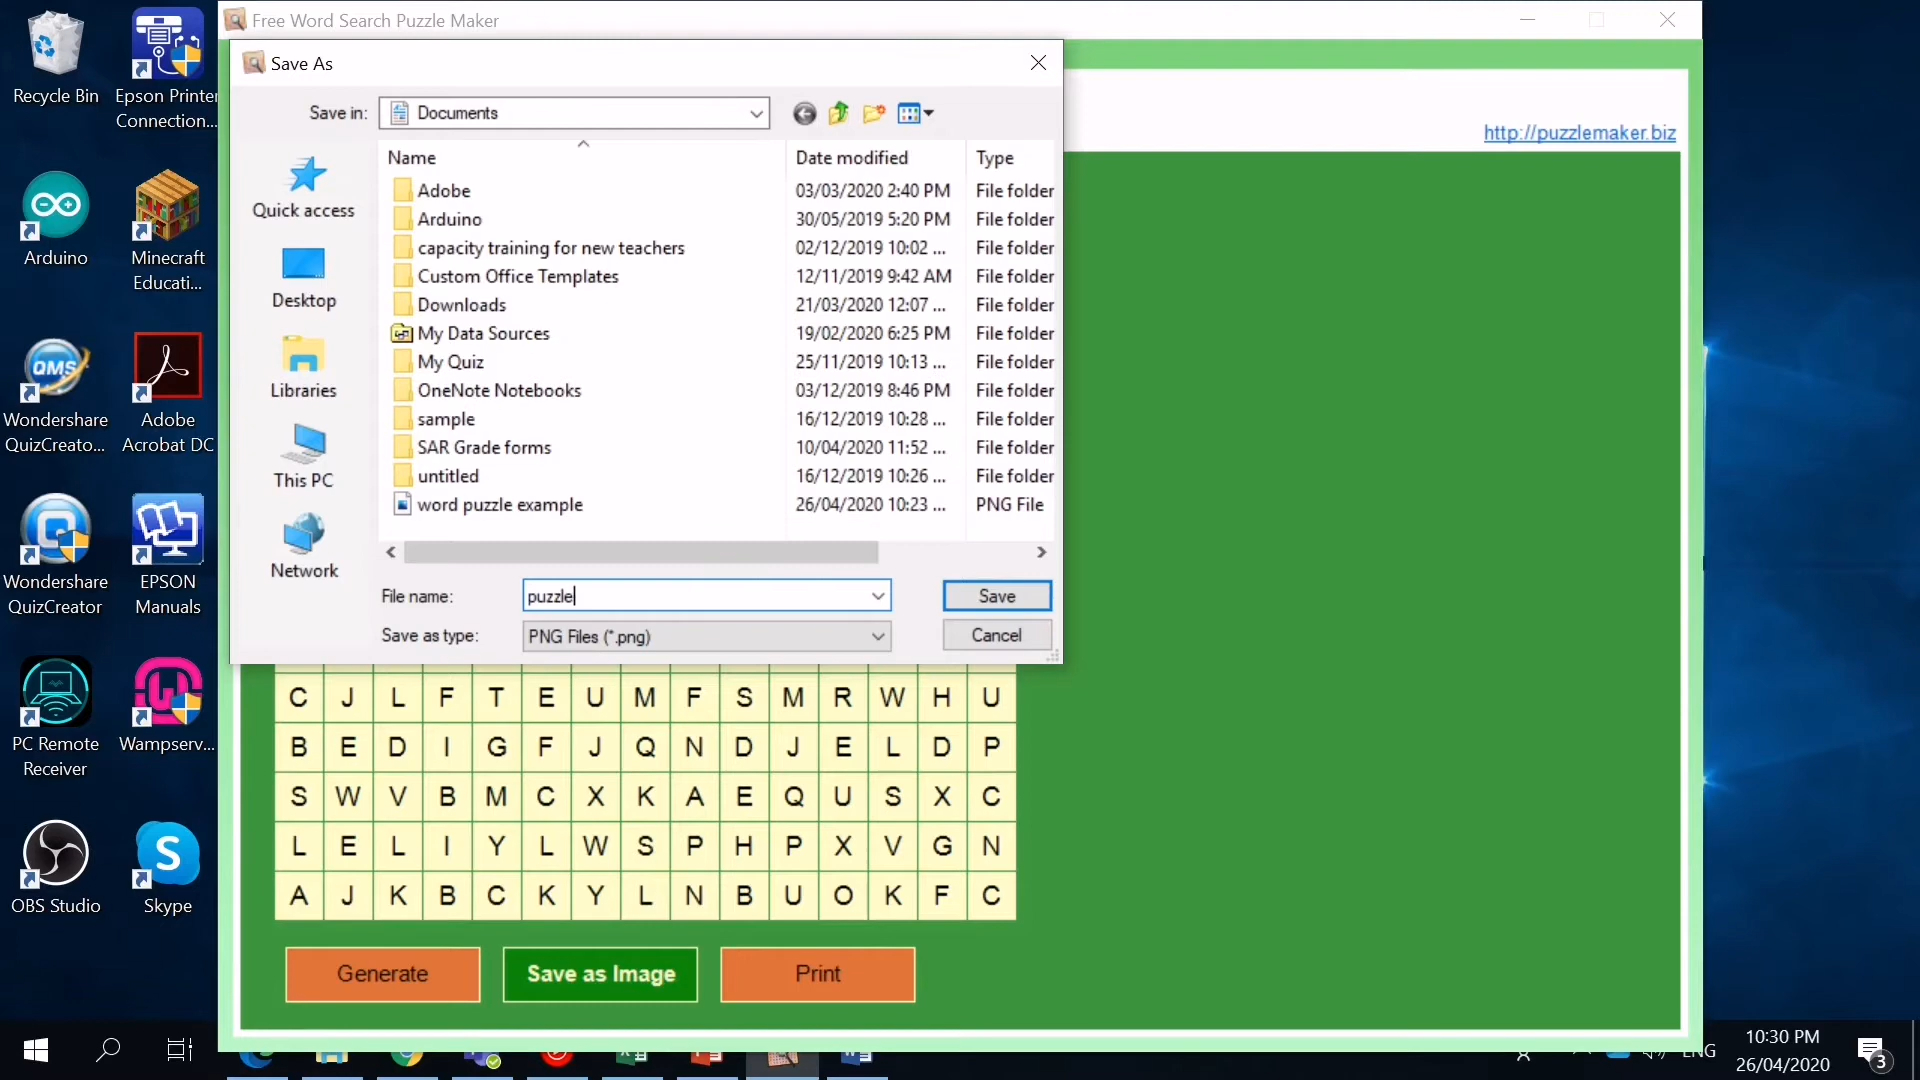 Free Word Search Puzzle Maker
Save As
Save in:
Documents
http://puzzlemaker.biz
Name
Date modified
Type
Adobe
03/03/2020 2:40 PM
File folder
Arduino
30/05/2019 5:20 PM
File folder
capacity training for new teachers
02/12/2019 10:02 ...
File folder
Custom Office Templates
12/11/2019 9:42 AM
File folder
Downloads
21/03/2020 12:07 ...
File folder
My Data Sources
19/02/2020 6:25 PM
File folder
My Quiz
25/11/2019 10:13 ...
File folder
OneNote Notebooks
03/12/2019 8:46 PM
File folder
sample
16/12/2019 10:28 ...
File folder
SAR Grade forms
10/04/2020 11:52 ...
File folder
untitled
16/12/2019 10:26 ...
File folder
word puzzle example
26/04/2020 10:23 ...
PNG File
Quick access
Desktop
Libraries
This PC
Network
File name:
puzzle
Save
Save as type:
PNG Files (*.png)
Cancel
C J L F T E U M F S M R W H U
B E D I G F J Q N D J E L D P
S W V B M C X K A E Q U S X C
L E L I Y L W S P H P X V G N
A J K B C K Y L N B U O K F C
Generate
Save as Image
Print
Recycle Bin
Epson Printer
Connection...
Arduino
Minecraft
Educati...
QMS
Wondershare
QuizCreato...
Adobe
Acrobat DC
Wondershare
QuizCreator
EPSON
Manuals
PC Remote
Receiver
Wampserv...
OBS Studio
Skype
ENG
10:30 PM
26/04/2020
3